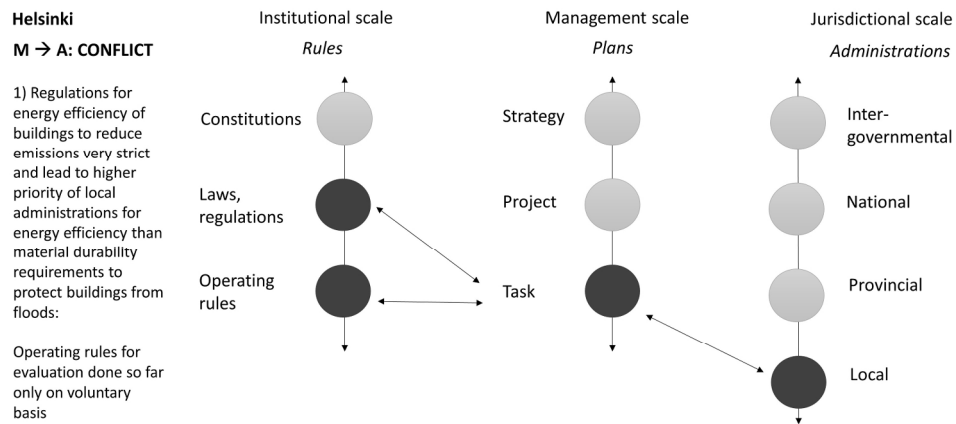 Helsinki
M → A: CONFLICT
1) Regulations for
energy efficiency of
buildings to reduce
emissions very strict
and lead to higher
priority of local
administrations for
energy efficiency than
material durability
requirements to
protect buildings from
floods:
Operating rules for
evaluation done so far
only on voluntary
basis
Institutional scale
Rules
Constitutions
Laws,
regulations
Operating
rules
Management scale
Plans
Strategy
Project
Task
Jurisdictional scale
Administrations
Inter-
governmental
National
Provincial
Local